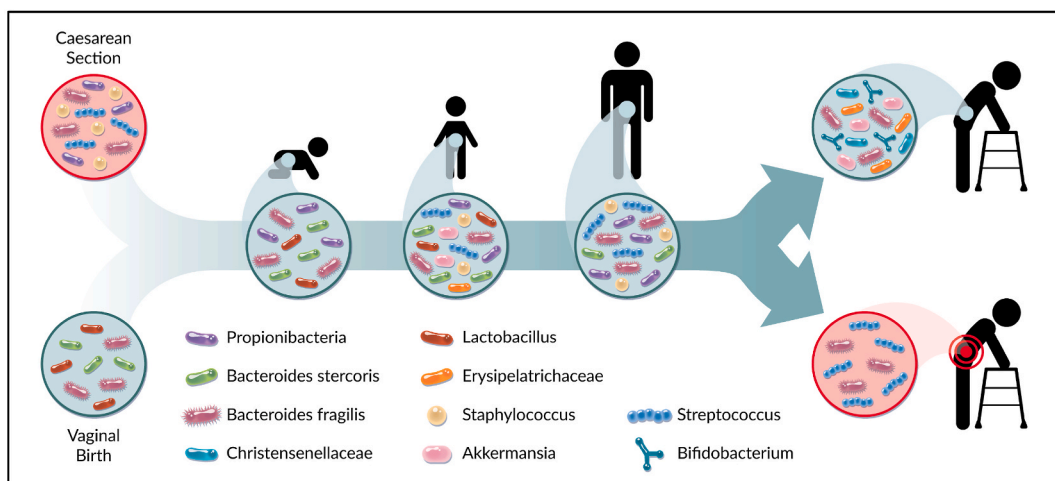 Caesarean
Section
Propionibacteria
Lactobacillus
Bacteroides stercoris
Erysipelatrichaceae
Bacteroides fragilis
Staphylococcus
Streptococcus
Christensenellaceae
Akkermansia
Bifidobacterium
Vaginal
Birth